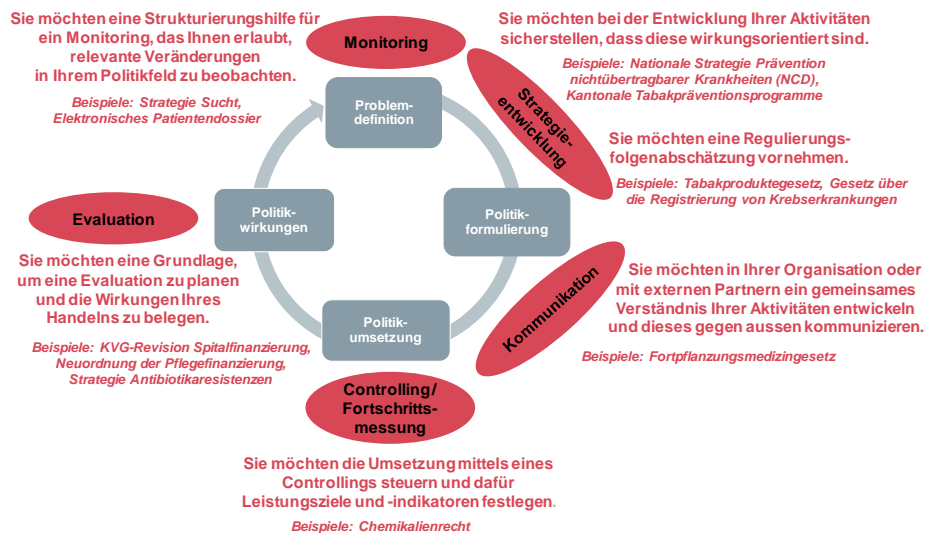 Sie möchten eine Strukturierungshilfe für
ein Monitoring, das Ihnen erlaubt,
relevante Veränderungen
in Ihrem Politikfeld zu beobachten.
Beispiele: Strategie Sucht,
Elektronisches Patientendossier
Monitoring
Sie möchten bei der Entwicklung Ihrer Aktivitäten
sicherstellen, dass diese wirkungsorientiert sind.
Beispiele: Nationale Strategie Prävention
nichtübertragbarer Krankheiten (NCD),
Kantonale Tabakpräventionsprogramme
Strategie-
entwicklung
Problem-
definition
Sie möchten eine Regulierungs-
folgenabschätzung vornehmen.
Beispiele: Tabakproduktegesetz, Gesetz über
die Registrierung von Krebserkrankungen
Evaluation
Politik-
wirkungen
Politik-
formulierung
Sie möchten eine Grundlage,
um eine Evaluation zu planen
und die Wirkungen Ihres
Handelns zu belegen.
Beispiele: KVG-Revision Spitalfinanzierung,
Neuordnung der Pflegefinanzierung,
Strategie Antibiotikaresistenzen
Politik-
umsetzung
Kommunikation
Sie möchten in Ihrer Organisation oder
mit externen Partnern ein gemeinsames
Verständnis Ihrer Aktivitäten entwickeln
und dieses gegen aussen kommunizieren.
Beispiele: Fortpflanzungsmedizingesetz
Controlling/
Fortschritts-
messung
Sie möchten die Umsetzung mittels eines
Controllings steuern und dafür
Leistungsziele und -indikatoren festlegen.
Beispiele: Chemikalienrecht